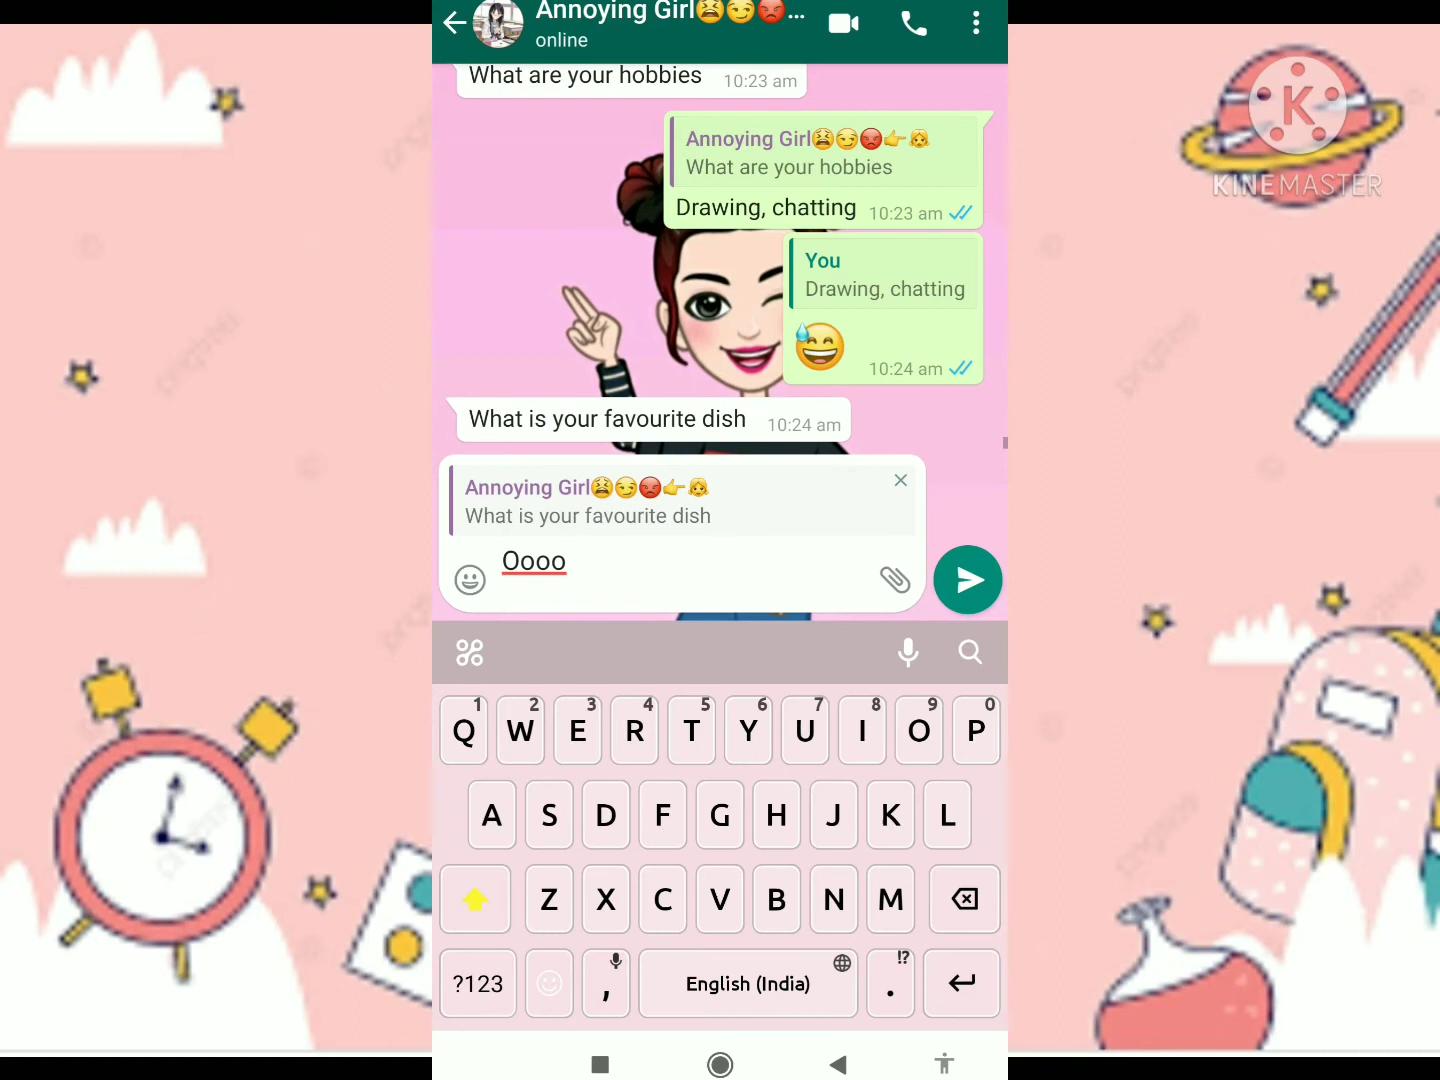 Annoying Girl😫😏😡...
online
What are your hobbies 10:23 am
Annoying Girl😫😏😡👉👧
What are your hobbies
Drawing, chatting 10:23 am
You
Drawing, chatting
😅
10:24 am
What is your favourite dish 10:24 am
Annoying Girl😫😏😡👉👧
What is your favourite dish
Oooo
1 2 3 4 5 6 7 8 9 0
Q W E R T Y U I O P
A S D F G H J K L
Z X C V B N M
!?
?123 , English (India) .
K
KINEMASTER